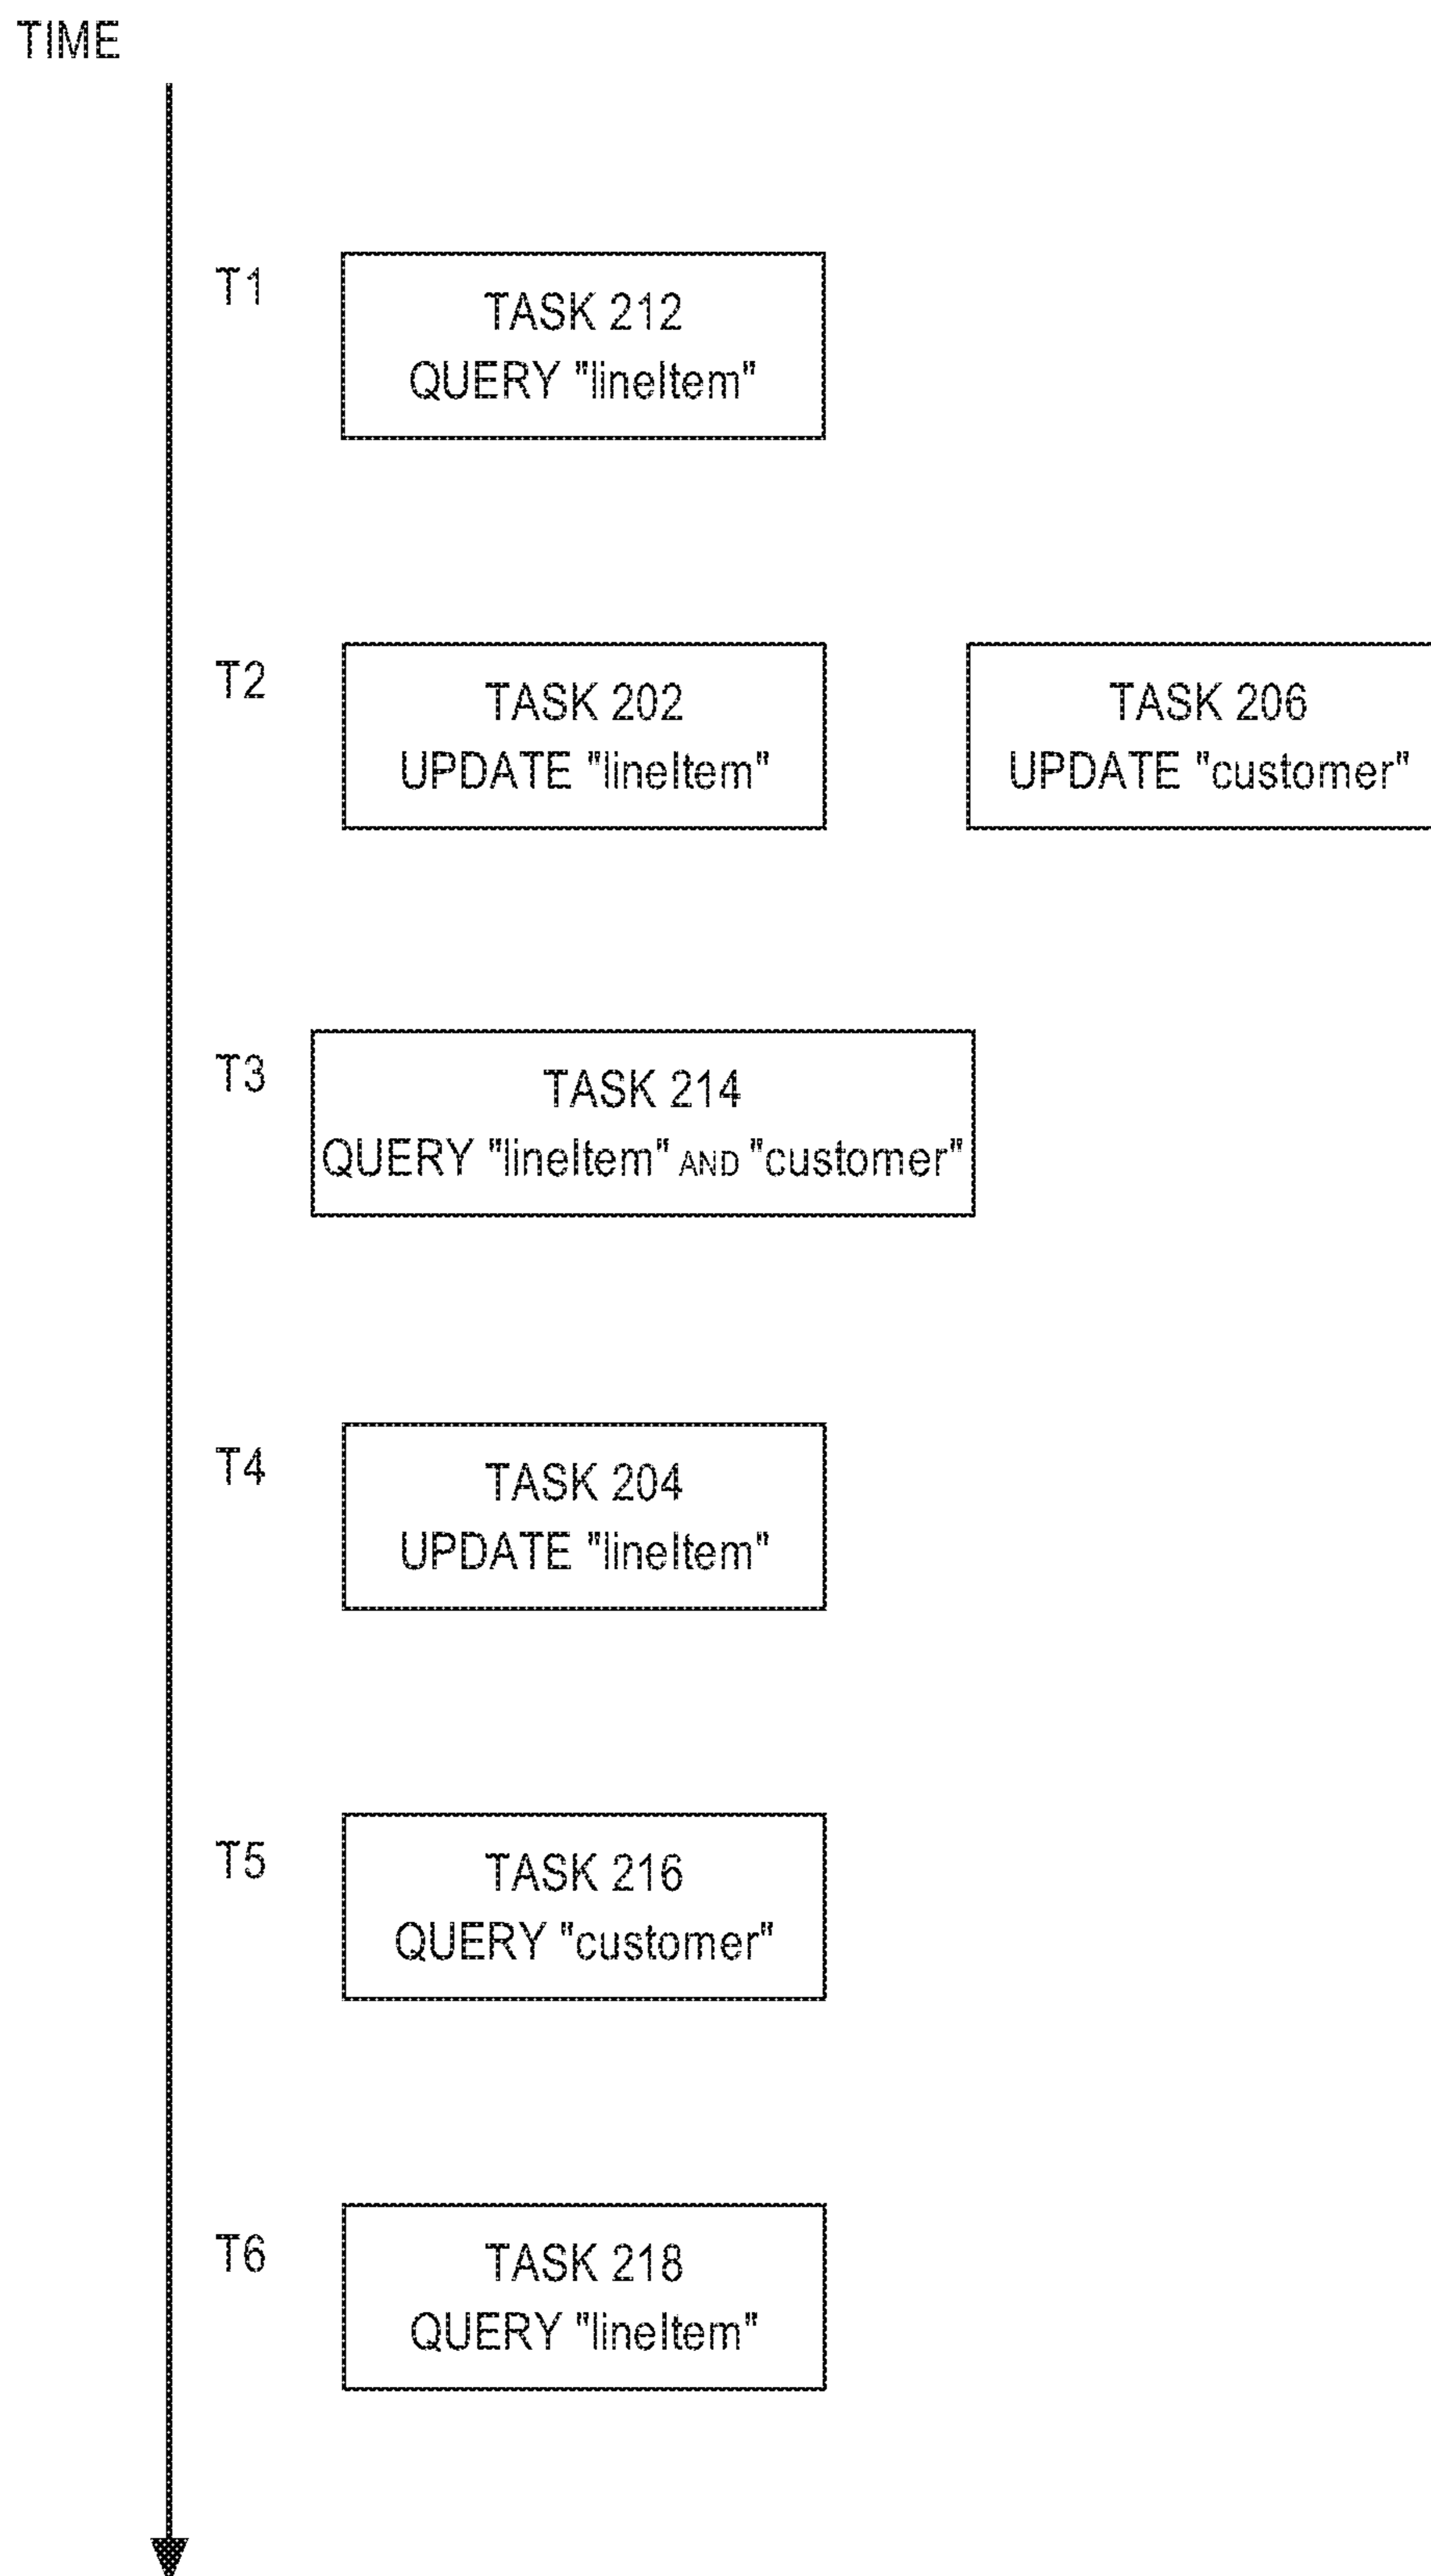 TIME
T1
TASK 212
QUERY "lineItem"
T2
TASK 202
UPDATE "lineItem"
TASK 206
UPDATE "customer"
T3
TASK 214
QUERY "lineItem" AND "customer"
T4
TASK 204
UPDATE "lineItem"
T5
TASK 216
QUERY "customer"
T6
TASK 218
QUERY "lineItem"